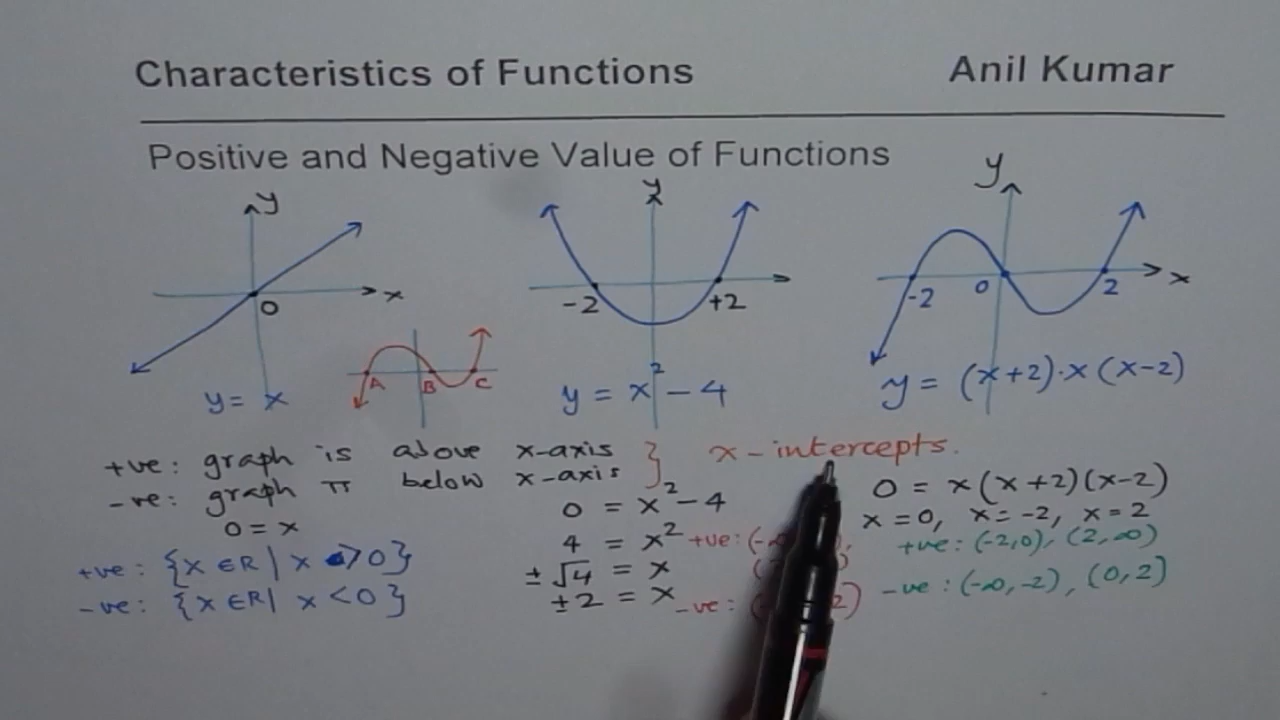 Characteristics of Functions Anil Kumar
Positive and Negative Value of Functions
y x 0
y -2 +2
y x -2 0 2
A B C
y = x
y = x² - 4
y = (x+2)·x(x-2)
+ve: graph is above x-axis } x-intercepts.
-ve: graph " below x-axis
0 = x
+ve: {x ∈ R | x > 0}
-ve: {x ∈ R | x < 0}
0 = x² - 4
4 = x²
± √4 = x
± 2 = x
+ve: (-
-ve: 2)
0 = x(x+2)(x-2)
x = 0, x = -2, x = 2
+ve: (-2,0), (2,∞)
-ve: (-∞,-2), (0,2)